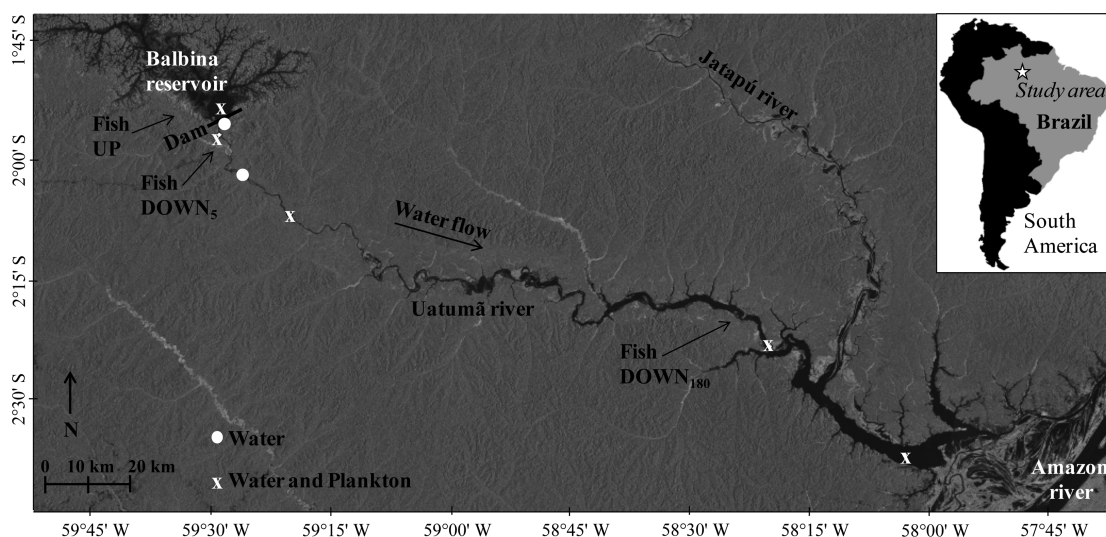 1°45' S
2°00' S
2°15' S
2°30' S
Balbina
reservoir
Fish
UP
Dam
Fish
DOWN₅
Jatapú river
Water flow
Uatumã river
Fish
DOWN₁₈₀
N
0 10 km 20 km
Water
x Water and Plankton
Amazon
river
Study area
Brazil
South
America
59°45' W 59°30' W 59°15' W 59°00' W 58°45' W 58°30' W 58°15' W 58°00' W 57°45' W